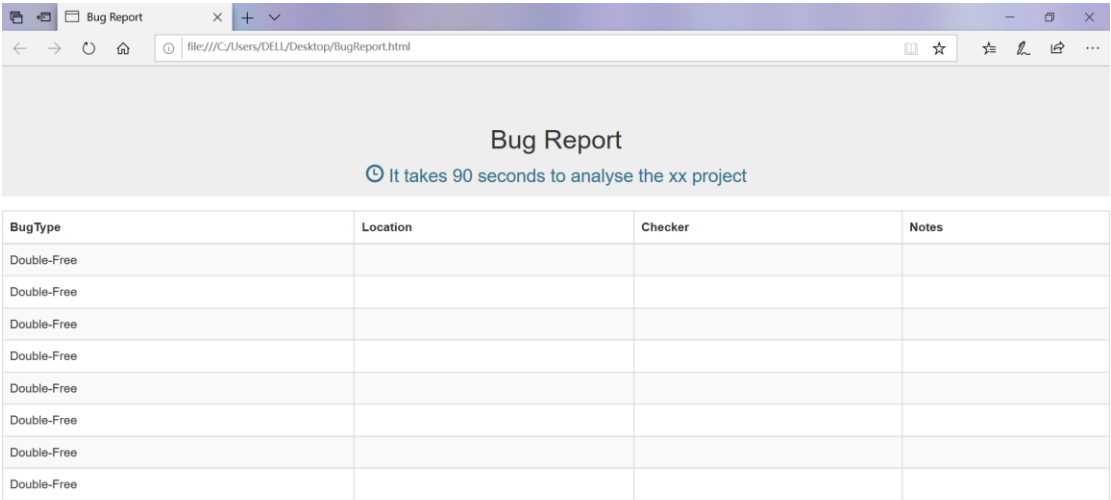 Bug Report
file:///C:/Users/DELL/Desktop/BugReport.html
Bug Report
It takes 90 seconds to analyse the xx project
BugType Location Checker Notes
Double-Free
Double-Free
Double-Free
Double-Free
Double-Free
Double-Free
Double-Free
Double-Free